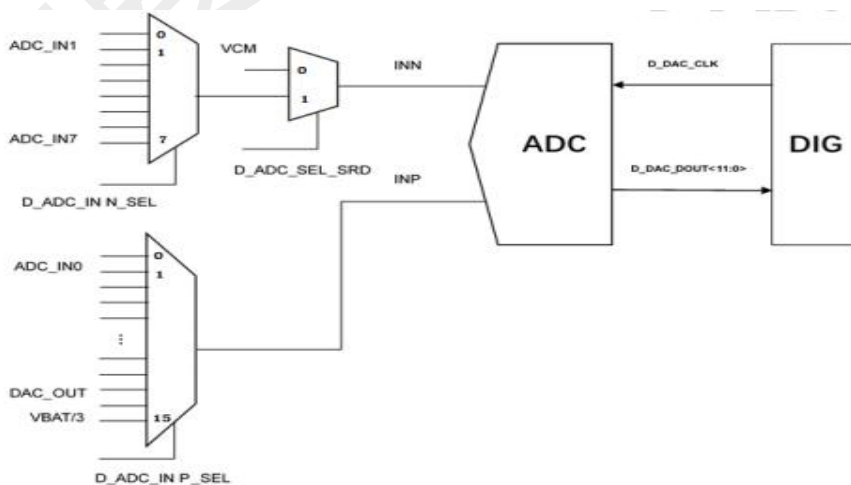 ADC_IN1
0
1
ADC_IN7
7
D_ADC_IN N_SEL
VCM
0
1
D_ADC_SEL_SRD
INN
INP
ADC
D_DAC_CLK
D_DAC_DOUT<11:0>
DIG
ADC_IN0
0
1
...
DAC_OUT
VBAT/3
15
D_ADC_IN P_SEL